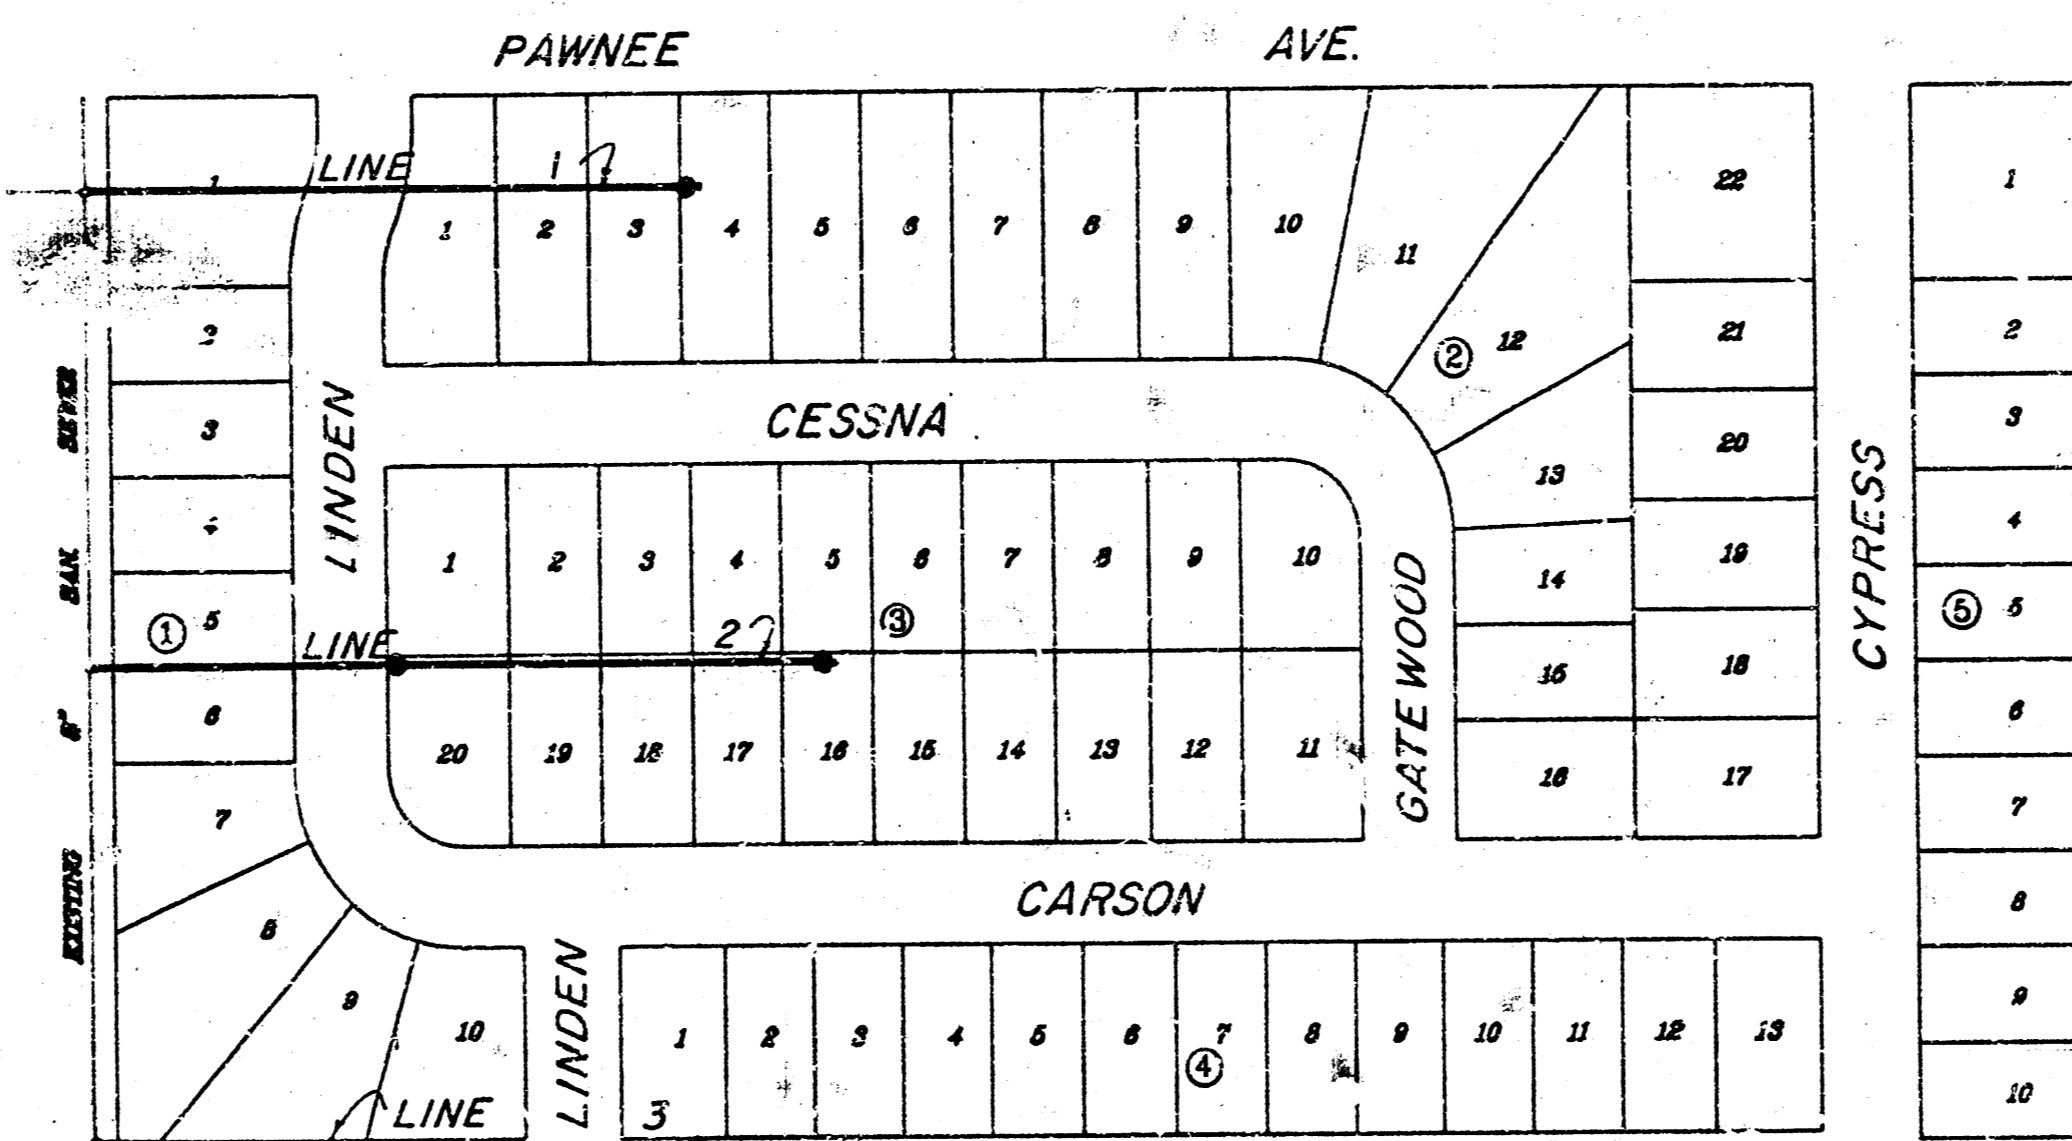 PAWNEE AVE.
LINE 1
1
1 2 3 4 5 6 7 8 9 10 11
22
1
2
12
21
2
2
3
LINDEN
CESSNA
13
20
3
4
1 2 3 4 5 6 7 8 9 10
14
19
4
5
1
LINE 2
3
GATEWOOD
CYPRESS
5
5
6
15
18
6
20 19 18 17 16 15 14 13 12 11
16
17
7
7
EXISTING 8" SAN. SEWER
8
CARSON
8
9
10
LINDEN
1 2 3 4 5 6 7 8 9 10 11 12 13
4
9
10
LINE 3